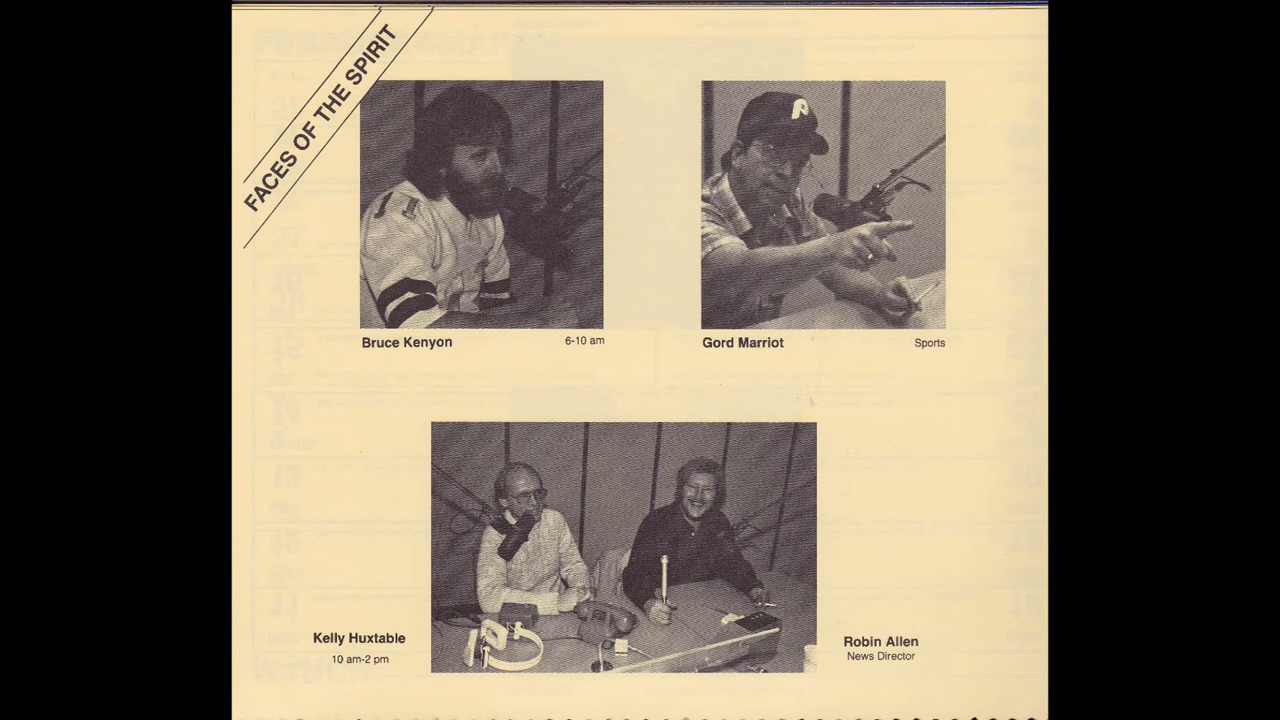 FACES OF THE SPIRIT
Bruce Kenyon
6-10 am
Gord Marriot
Sports
Kelly Huxtable
10 am-2 pm
Robin Allen
News Director